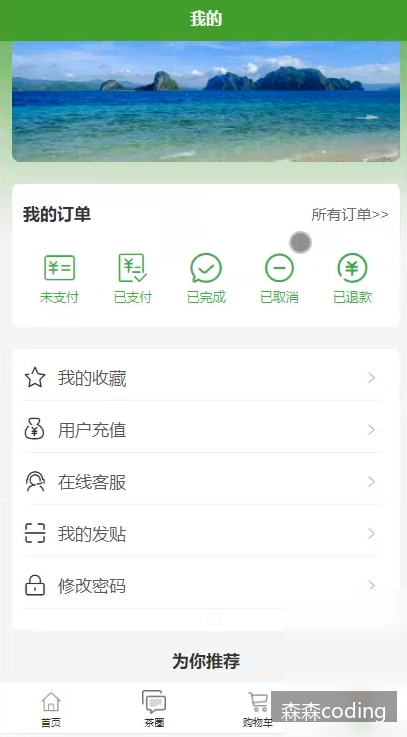 我的
我的订单
所有订单>>
未支付 已支付 已完成 已取消 已退款
我的收藏
用户充值
在线客服
我的发贴
修改密码
为你推荐
首页 茶圈 购物车
森森coding